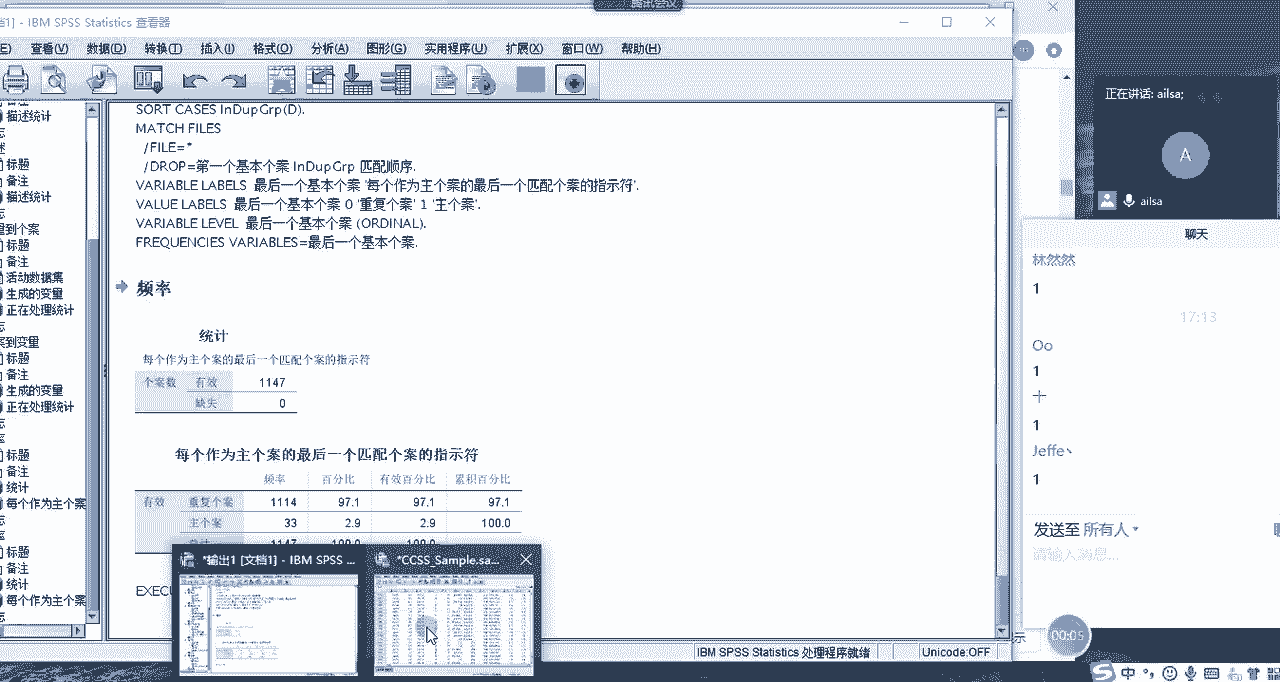 腾讯会议
档1] - IBM SPSS Statistics 查看器
E) 查看(V) 数据(D) 转换(T) 插入(I) 格式(O) 分析(A) 图形(G) 实用程序(U) 扩展(X) 窗口(W) 帮助(H)
描述统计
标题
备注
描述统计
量到个案
标题
备注
活动数据集
生成的变量
正在处理统计
案到变量
标题
备注
生成的变量
正在处理统计
标题
备注
统计
每个作为主个案
标题
备注
统计
每个作为主个案
SORT CASES InDupGrp(D).
MATCH FILES
/FILE=*
/DROP=第一个基本个案 InDupGrp 匹配顺序.
VARIABLE LABELS 最后一个基本个案 '每个作为主个案的最后一个匹配个案的指示符'.
VALUE LABELS 最后一个基本个案 0 '重复个案' 1 '主个案'.
VARIABLE LEVEL 最后一个基本个案 (ORDINAL).
FREQUENCIES VARIABLES=最后一个基本个案.
频率
统计
每个作为主个案的最后一个匹配个案的指示符
个案数 有效 1147
缺失 0
每个作为主个案的最后一个匹配个案的指示符
频率 百分比 有效百分比 累积百分比
有效 重复个案 1114 97.1 97.1 97.1
主个案 33 2.9 2.9 100.0
总计 1147 100.0 100.0
EXECU
*输出1 [文档1] - IBM SPSS ...
*CCSS_Sample.sa...
IBM SPSS Statistics 处理程序就绪
Unicode:OFF
正在讲话: ailsa;
A
ailsa
聊天
林然然
1
17:13
Oo
1
十
1
Jeffe丶
1
发送至 所有人
请输入消息...
00:05
中